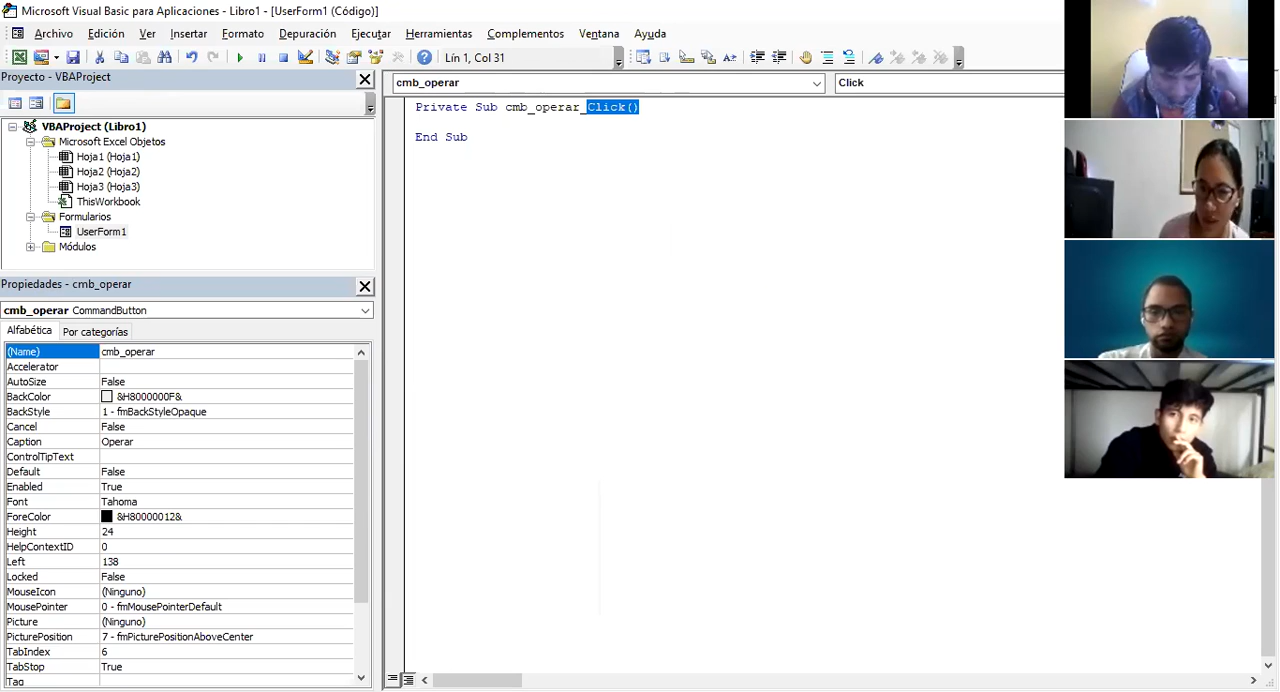 Microsoft Visual Basic para Aplicaciones - Libro1 - [UserForm1 (Código)]
Archivo Edición Ver Insertar Formato Depuración Ejecutar Herramientas Complementos Ventana Ayuda
Lín 1, Col 31
Proyecto - VBAProject
VBAProject (Libro1)
Microsoft Excel Objetos
Hoja1 (Hoja1)
Hoja2 (Hoja2)
Hoja3 (Hoja3)
ThisWorkbook
Formularios
UserForm1
Módulos
Propiedades - cmb_operar
cmb_operar CommandButton
Alfabética Por categorías
(Name) cmb_operar
Accelerator
AutoSize False
BackColor &H8000000F&
BackStyle 1 - fmBackStyleOpaque
Cancel False
Caption Operar
ControlTipText
Default False
Enabled True
Font Tahoma
ForeColor &H80000012&
Height 24
HelpContextID 0
Left 138
Locked False
MouseIcon (Ninguno)
MousePointer 0 - fmMousePointerDefault
Picture (Ninguno)
PicturePosition 7 - fmPicturePositionAboveCenter
TabIndex 6
TabStop True
Tag
cmb_operar Click
Private Sub cmb_operar_Click()
End Sub